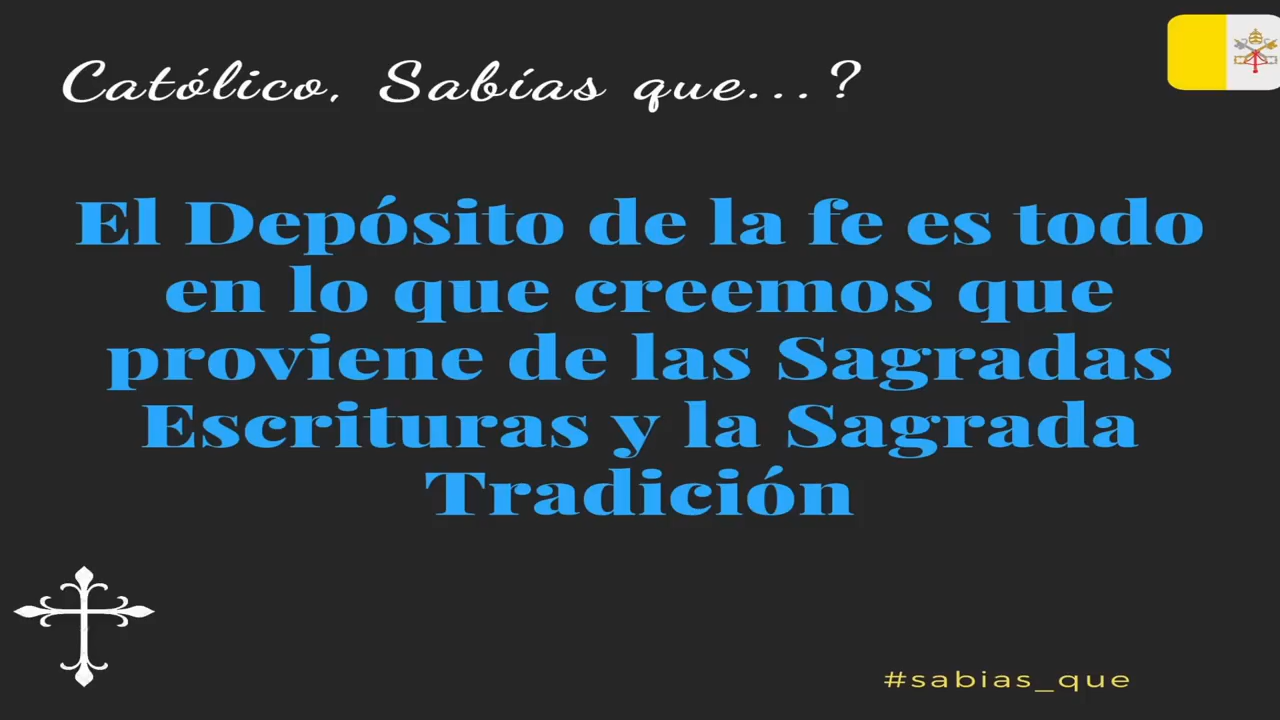 Católico, Sabías que...?
El Depósito de la fe es todo
en lo que creemos que
proviene de las Sagradas
Escrituras y la Sagrada
Tradición
#sabias_que